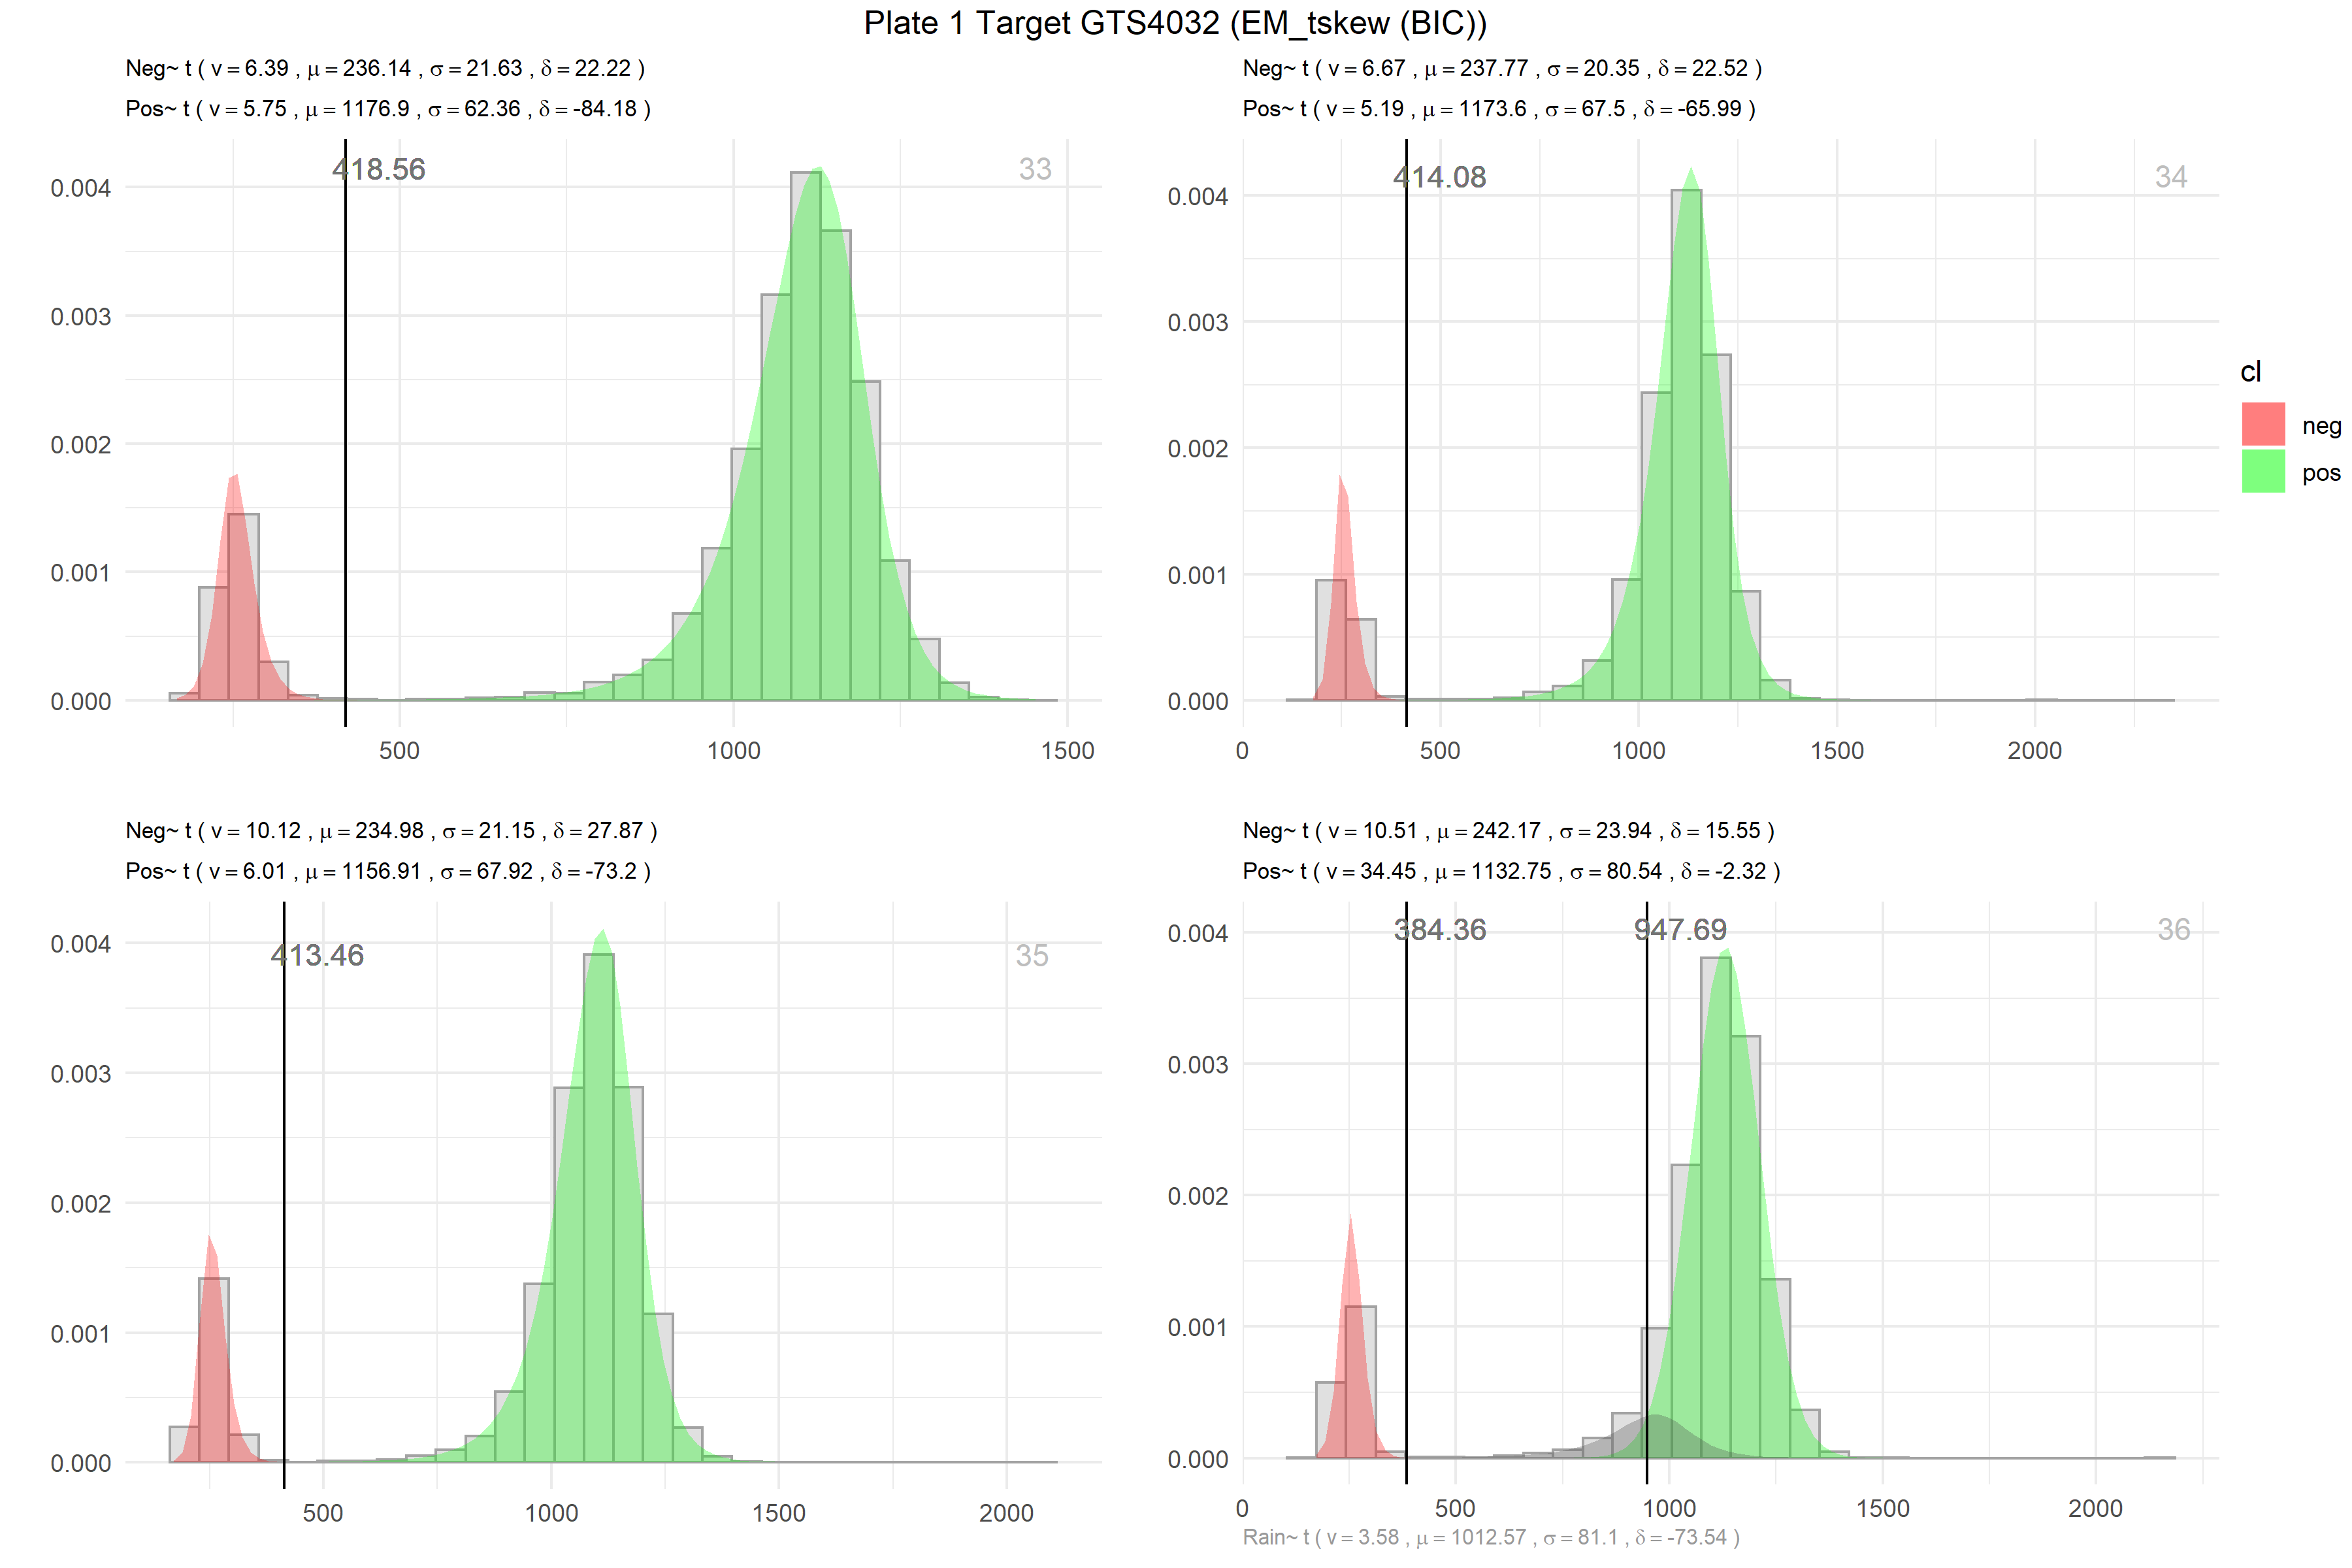 Plate 1 Target GTS4032 (EM_tskew (BIC))
Neg~ t ( ν = 6.39 , μ = 236.14 , σ = 21.63 , δ = 22.22 )
Pos~ t ( ν = 5.75 , μ = 1176.9 , σ = 62.36 , δ = -84.18 )
418.56
33
0.004
0.003
0.002
0.001
0.000
500 1000 1500
Neg~ t ( ν = 6.67 , μ = 237.77 , σ = 20.35 , δ = 22.52 )
Pos~ t ( ν = 5.19 , μ = 1173.6 , σ = 67.5 , δ = -65.99 )
414.08
34
0.004
0.003
0.002
0.001
0.000
0 500 1000 1500 2000
cl
neg
pos
Neg~ t ( ν = 10.12 , μ = 234.98 , σ = 21.15 , δ = 27.87 )
Pos~ t ( ν = 6.01 , μ = 1156.91 , σ = 67.92 , δ = -73.2 )
413.46
35
0.004
0.003
0.002
0.001
0.000
500 1000 1500 2000
Neg~ t ( ν = 10.51 , μ = 242.17 , σ = 23.94 , δ = 15.55 )
Pos~ t ( ν = 34.45 , μ = 1132.75 , σ = 80.54 , δ = -2.32 )
384.36
947.69
36
0.004
0.003
0.002
0.001
0.000
0 500 1000 1500 2000
Rain~ t ( ν = 3.58 , μ = 1012.57 , σ = 81.1 , δ = -73.54 )